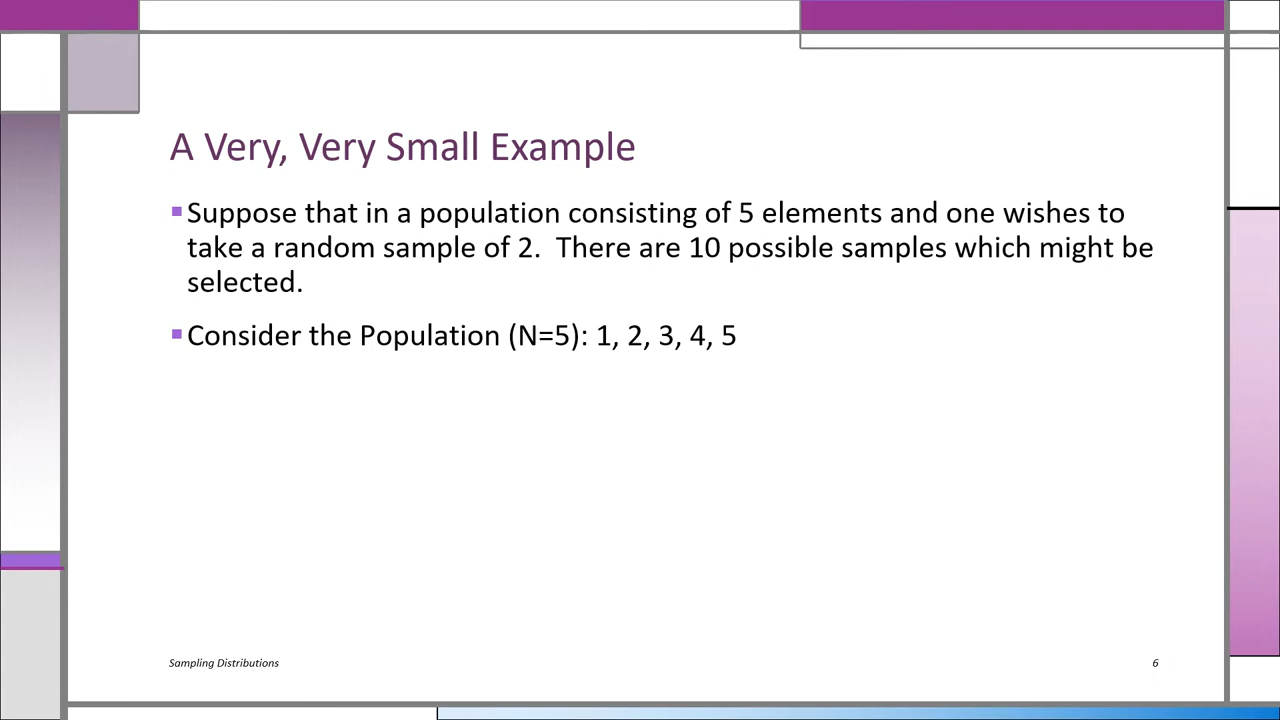 A Very, Very Small Example
▪Suppose that in a population consisting of 5 elements and one wishes to
take a random sample of 2.  There are 10 possible samples which might be
selected.
▪Consider the Population (N=5): 1, 2, 3, 4, 5
Sampling Distributions
6